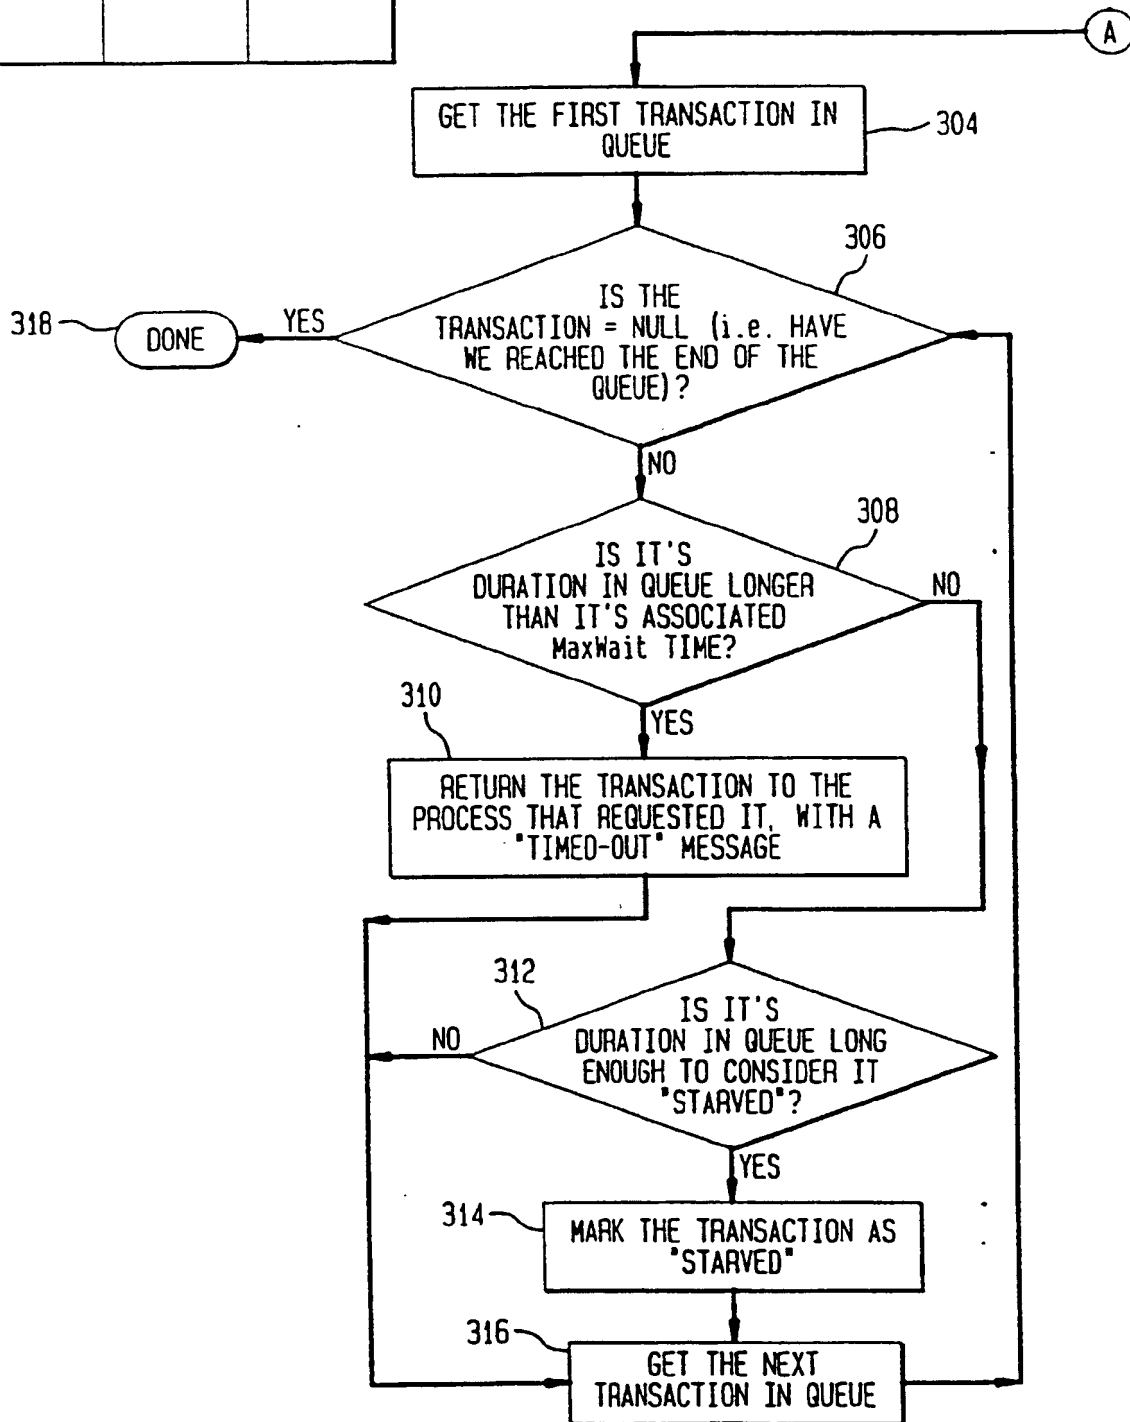 A
GET THE FIRST TRANSACTION IN
QUEUE
304
306
IS THE
TRANSACTION = NULL (i.e. HAVE
WE REACHED THE END OF THE
QUEUE)?
YES
318
DONE
NO
308
IS IT'S
DURATION IN QUEUE LONGER
THAN IT'S ASSOCIATED
MaxWait TIME?
NO
YES
310
RETURN THE TRANSACTION TO THE
PROCESS THAT REQUESTED IT, WITH A
"TIMED-OUT" MESSAGE
312
IS IT'S
DURATION IN QUEUE LONG
ENOUGH TO CONSIDER IT
"STARVED"?
NO
YES
314
MARK THE TRANSACTION AS
"STARVED"
316
GET THE NEXT
TRANSACTION IN QUEUE